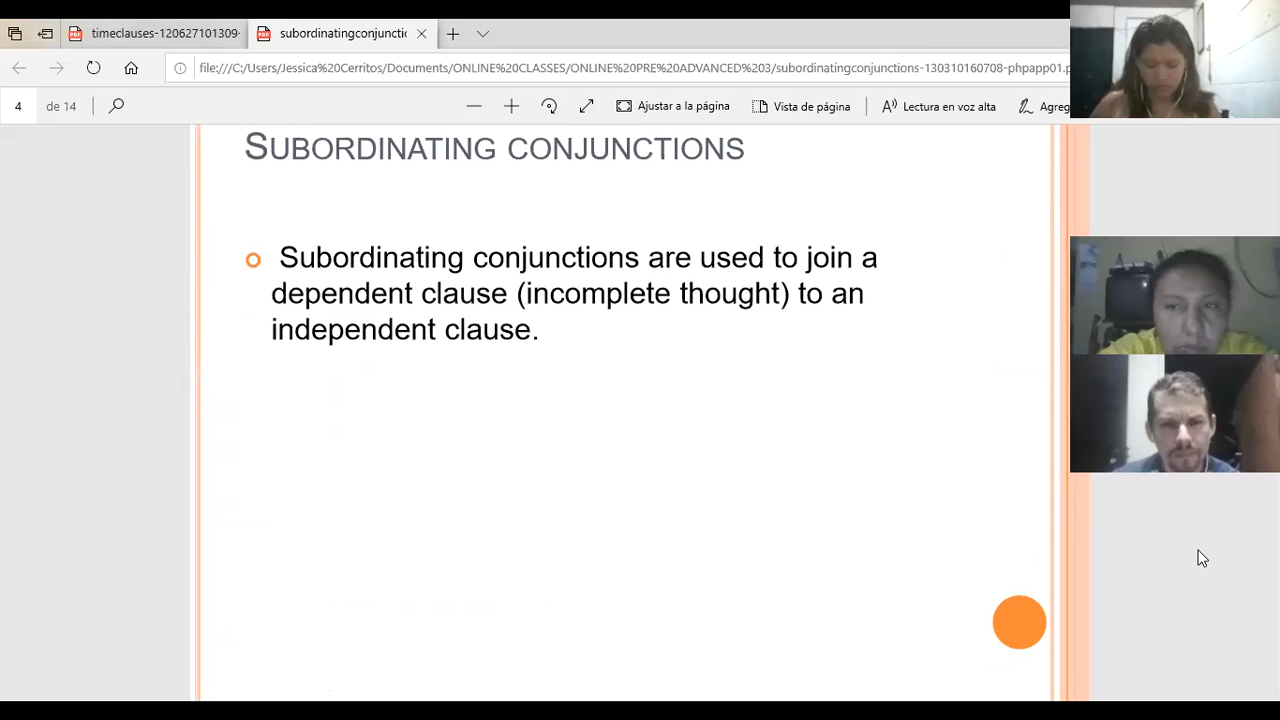 timeclauses-120627101309-
subordinatingconjunctio
file:///C:/Users/Jessica%20Cerritos/Documents/ONLINE%20CLASSES/ONLINE%20PRE%20ADVANCED%203/subordinatingconjunctions-130310160708-phpapp01.p
4 de 14
Ajustar a la página
Vista de página
Lectura en voz alta
Agreg
SUBORDINATING CONJUNCTIONS
Subordinating conjunctions are used to join a
dependent clause (incomplete thought) to an
independent clause.